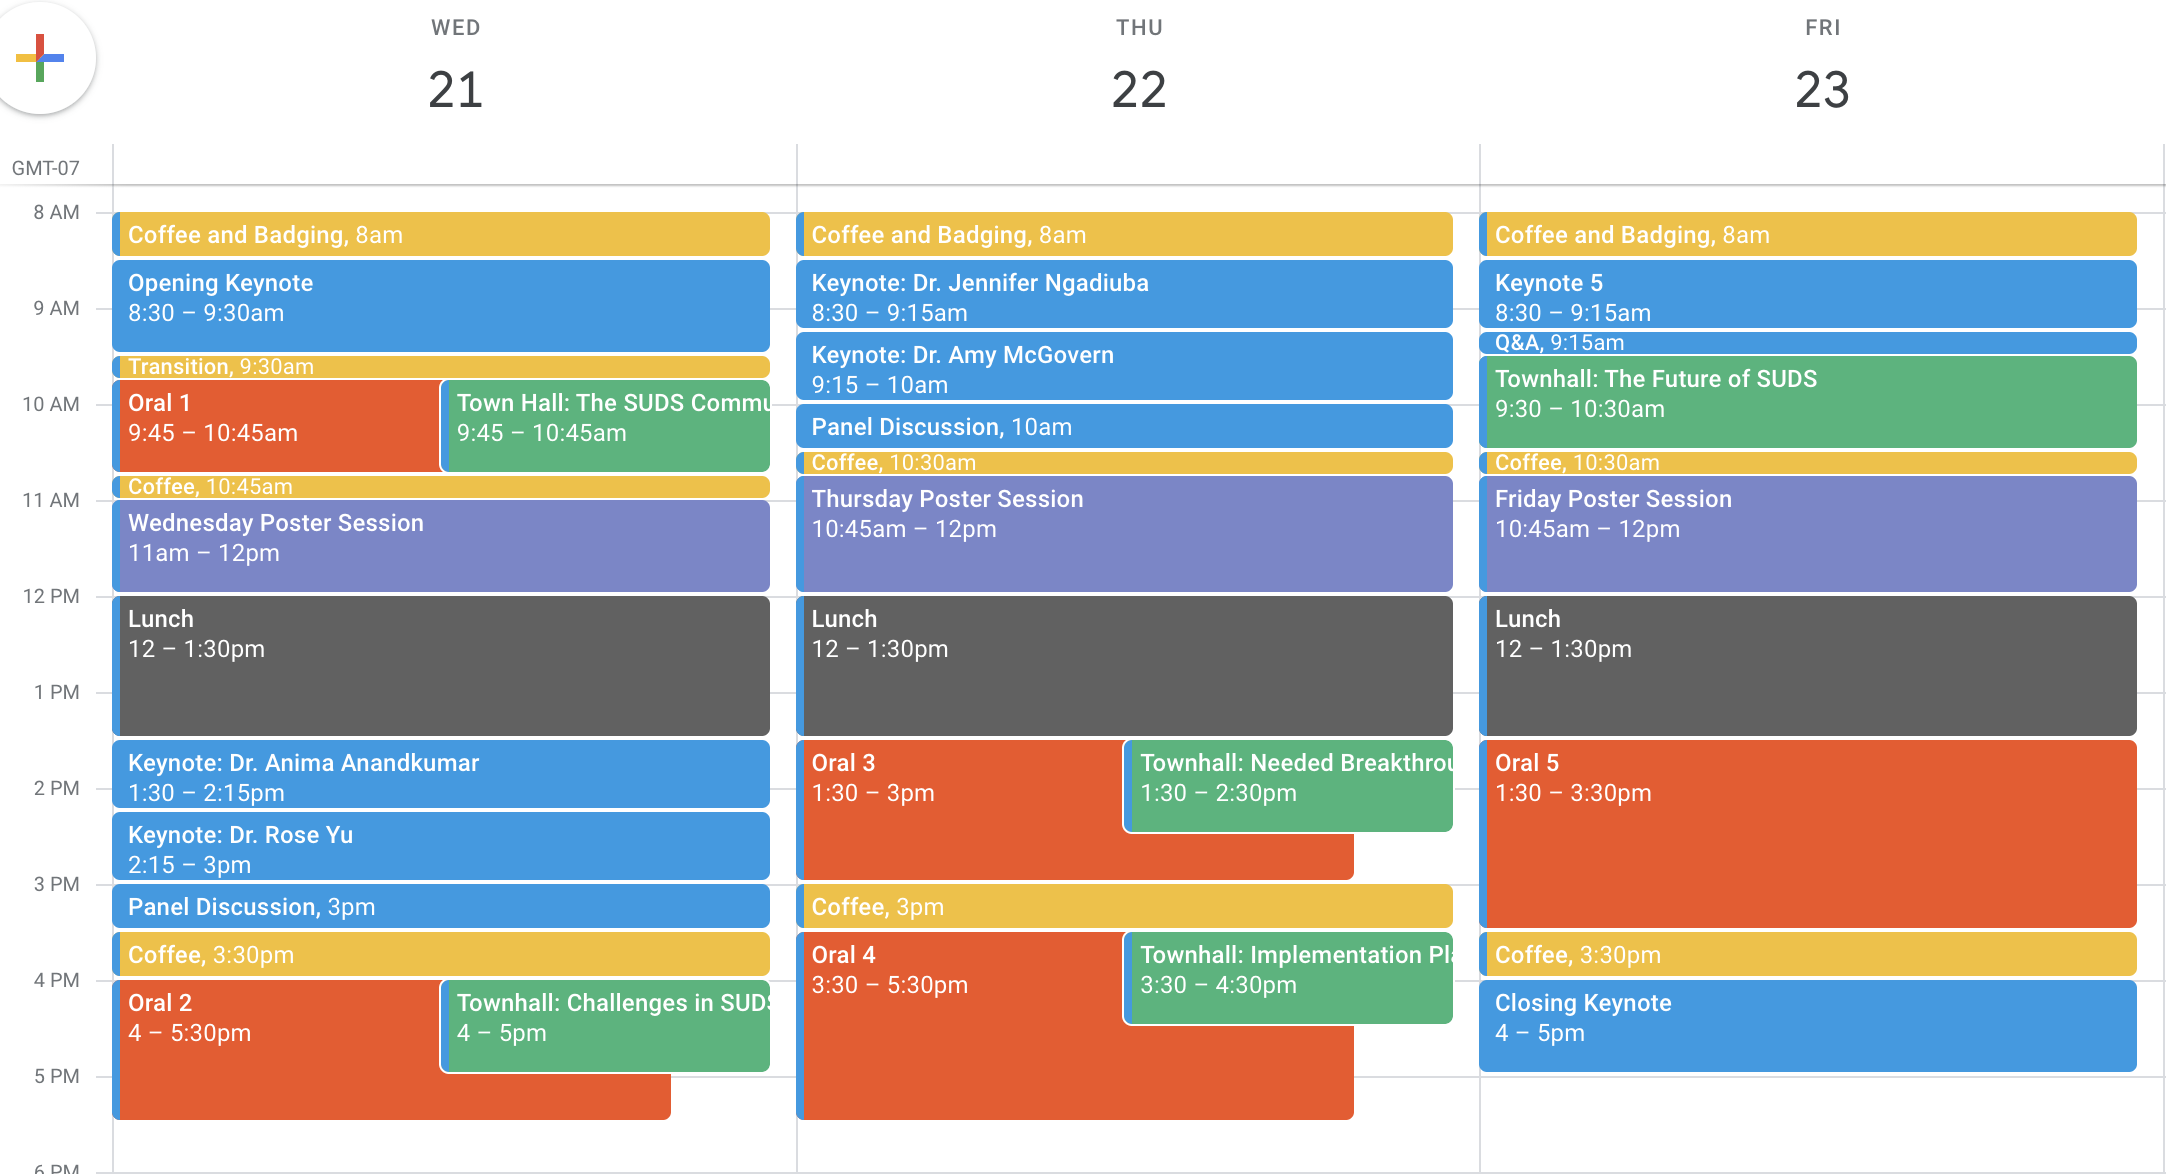 WED
21
THU
22
FRI
23
GMT-07
8 AM
9 AM
10 AM
11 AM
12 PM
1 PM
2 PM
3 PM
4 PM
5 PM
6 PM
Coffee and Badging, 8am
Opening Keynote
8:30 – 9:30am
Transition, 9:30am
Oral 1
9:45 – 10:45am
Town Hall: The SUDS Commu
9:45 – 10:45am
Coffee, 10:45am
Wednesday Poster Session
11am – 12pm
Lunch
12 – 1:30pm
Keynote: Dr. Anima Anandkumar
1:30 – 2:15pm
Keynote: Dr. Rose Yu
2:15 – 3pm
Panel Discussion, 3pm
Coffee, 3:30pm
Oral 2
4 – 5:30pm
Townhall: Challenges in SUDS
4 – 5pm
Coffee and Badging, 8am
Keynote: Dr. Jennifer Ngadiuba
8:30 – 9:15am
Keynote: Dr. Amy McGovern
9:15 – 10am
Panel Discussion, 10am
Coffee, 10:30am
Thursday Poster Session
10:45am – 12pm
Lunch
12 – 1:30pm
Oral 3
1:30 – 3pm
Townhall: Needed Breakthrou
1:30 – 2:30pm
Coffee, 3pm
Oral 4
3:30 – 5:30pm
Townhall: Implementation Pla
3:30 – 4:30pm
Coffee and Badging, 8am
Keynote 5
8:30 – 9:15am
Q&A, 9:15am
Townhall: The Future of SUDS
9:30 – 10:30am
Coffee, 10:30am
Friday Poster Session
10:45am – 12pm
Lunch
12 – 1:30pm
Oral 5
1:30 – 3:30pm
Coffee, 3:30pm
Closing Keynote
4 – 5pm